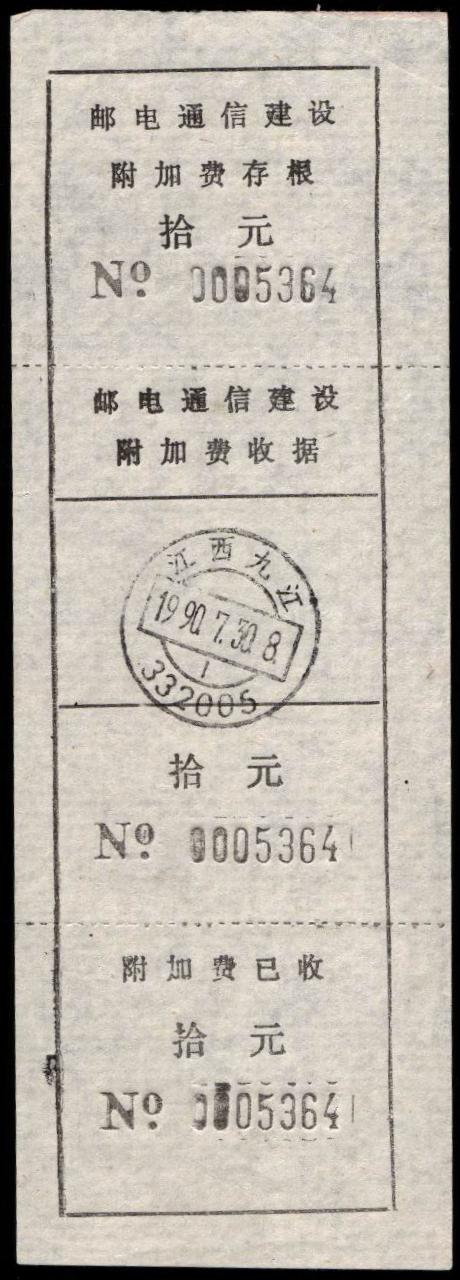 邮电通信建设
附加费存根
拾元
Nº 0005364
邮电通信建设
附加费收据
江西九江
1990.7.30.8.
1
332005
拾元
Nº 0005364
附加费已收
拾元
Nº 0005364